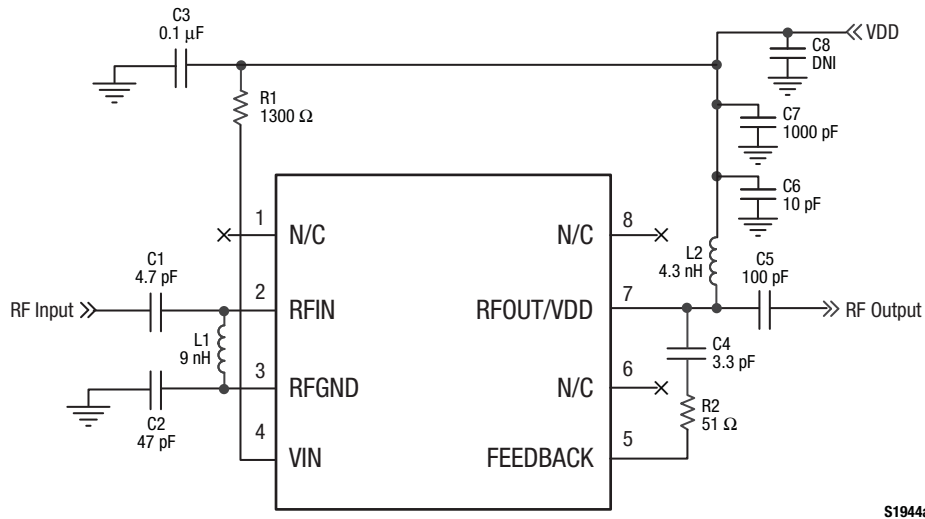 C3
0.1 μF
VDD
C8
DNI
R1
1300 Ω
C7
1000 pF
C6
10 pF
1
N/C
8
N/C
L2
4.3 nH
C1
4.7 pF
C5
100 pF
RF Input
2
RFIN
7
RFOUT/VDD
RF Output
L1
9 nH
C4
3.3 pF
3
RFGND
6
N/C
C2
47 pF
R2
51 Ω
4
VIN
5
FEEDBACK